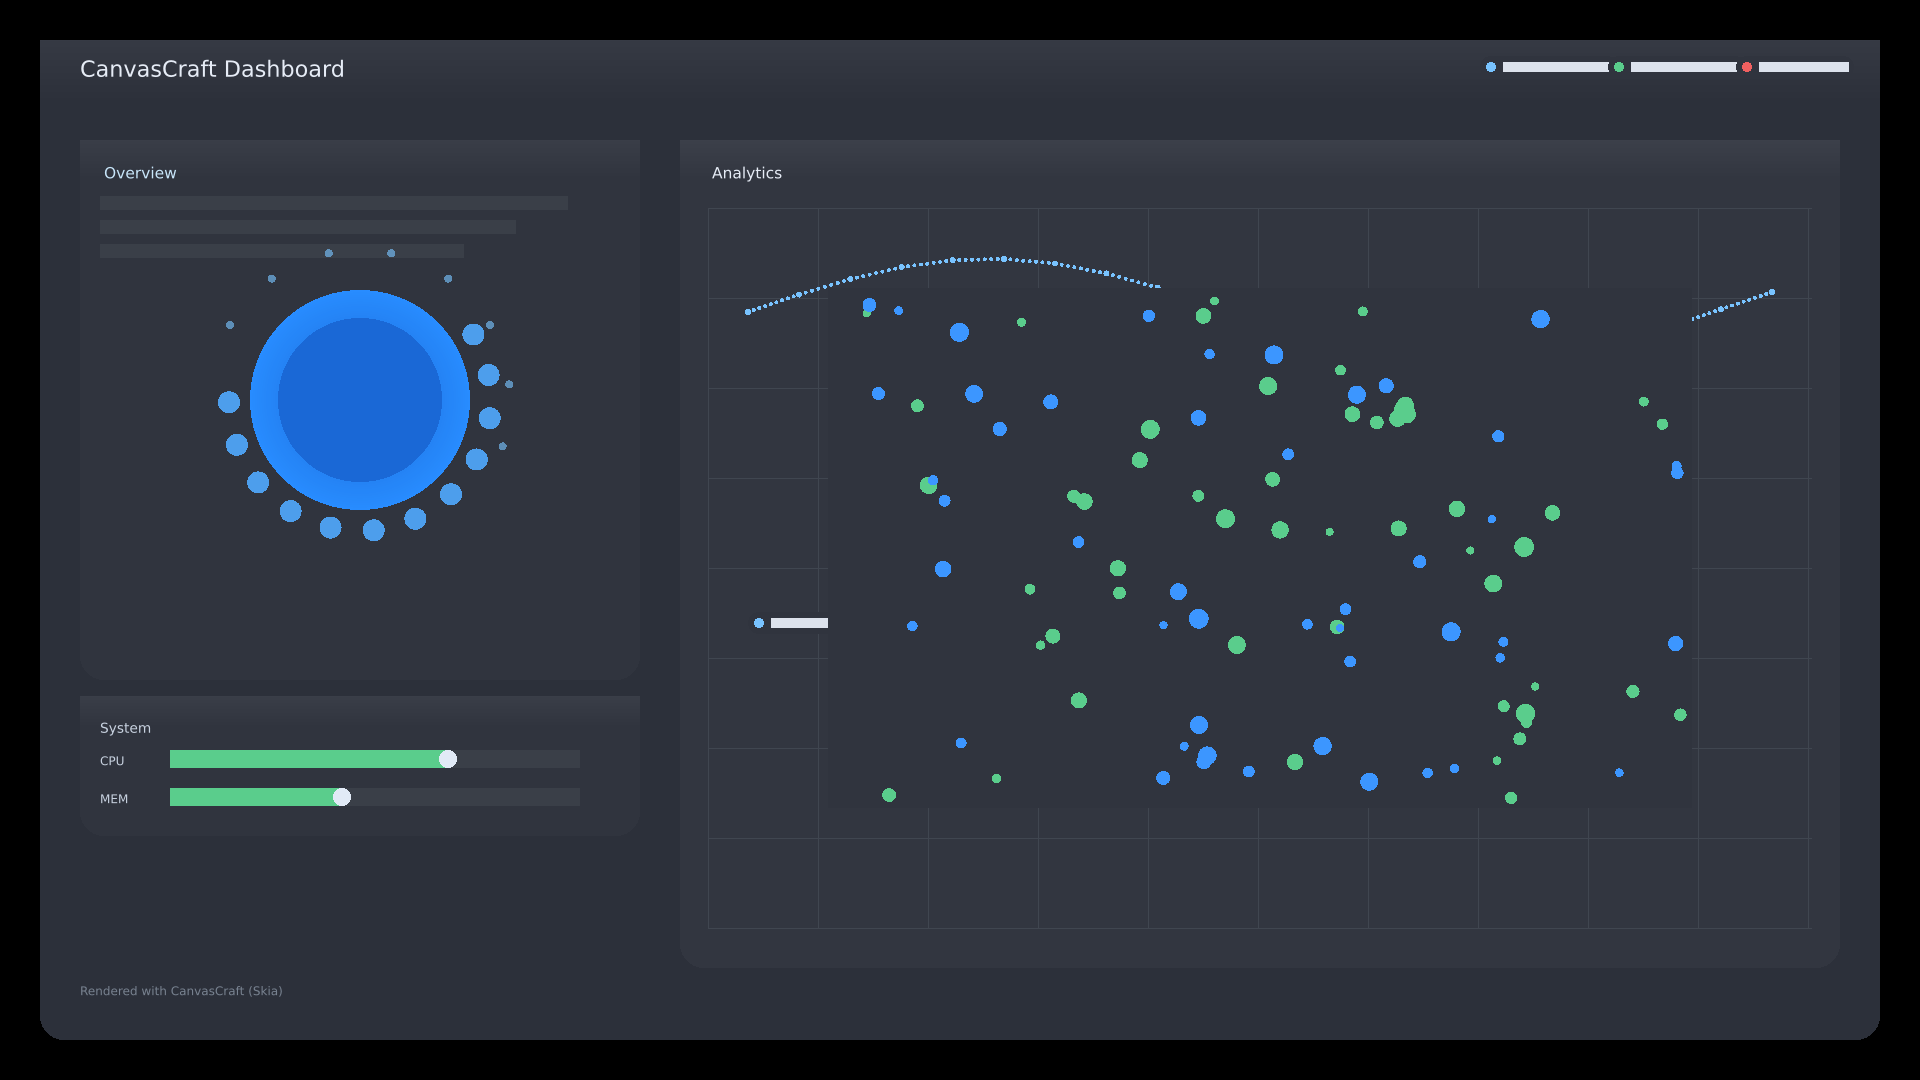 CanvasCraft Dashboard
Overview
Analytics
System
CPU
MEM
Rendered with CanvasCraft (Skia)